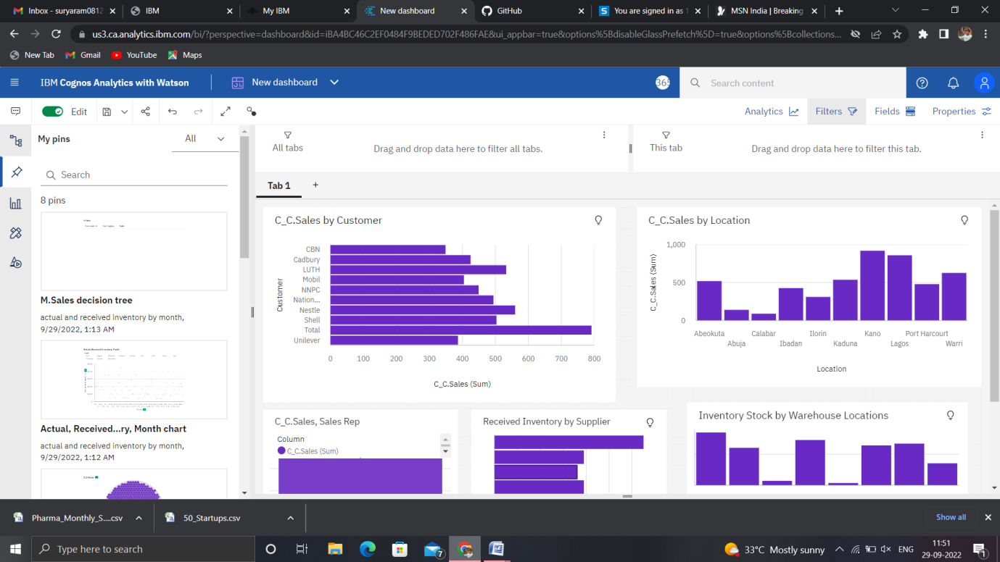 Inbox - suryaram0812
IBM
My IBM
New dashboard
GitHub
You are signed in as 1
MSN India | Breaking
us3.ca.analytics.ibm.com/bi/?perspective=dashboard&id=iBA4BC46C2EF0484F9BEDED702F486FAE&ui_appbar=true&options%5BdisableGlassPrefetch%5D=true&options%5Bcollections...
New Tab
Gmail
YouTube
Maps
IBM Cognos Analytics with Watson
New dashboard
365
Search content
Edit
Analytics
Filters
Fields
Properties
My pins
All
Search
8 pins
M.Sales decision tree
actual and received inventory by month,
9/29/2022, 1:13 AM
Actual, Received...ry, Month chart
actual and received inventory by month,
9/29/2022, 1:12 AM
All tabs
Drag and drop data here to filter all tabs.
This tab
Drag and drop data here to filter this tab.
Tab 1
C_C.Sales by Customer
Customer
CBN
Cadbury
LUTH
Mobil
NNPC
Nation...
Nestle
Shell
Total
Unilever
0 100 200 300 400 500 600 700 800
C_C.Sales (Sum)
C_C.Sales by Location
C_C.Sales (Sum)
1,000
500
0
Abeokuta
Abuja
Calabar
Ibadan
Ilorin
Kaduna
Kano
Lagos
Port Harcourt
Warri
Location
C_C.Sales, Sales Rep
Column
C_C.Sales (Sum)
Received Inventory by Supplier
Inventory Stock by Warehouse Locations
Pharma_Monthly_S....csv
50_Startups.csv
Show all
Type here to search
7
33°C Mostly sunny
ENG
11:51
29-09-2022
1